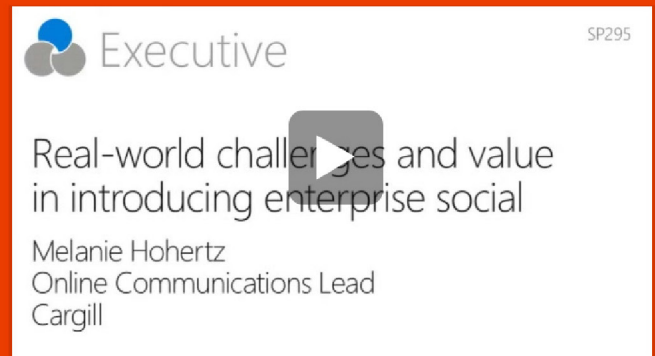 Executive
SP295
Real-world challenges and value
in introducing enterprise social
Melanie Hohertz
Online Communications Lead
Cargill